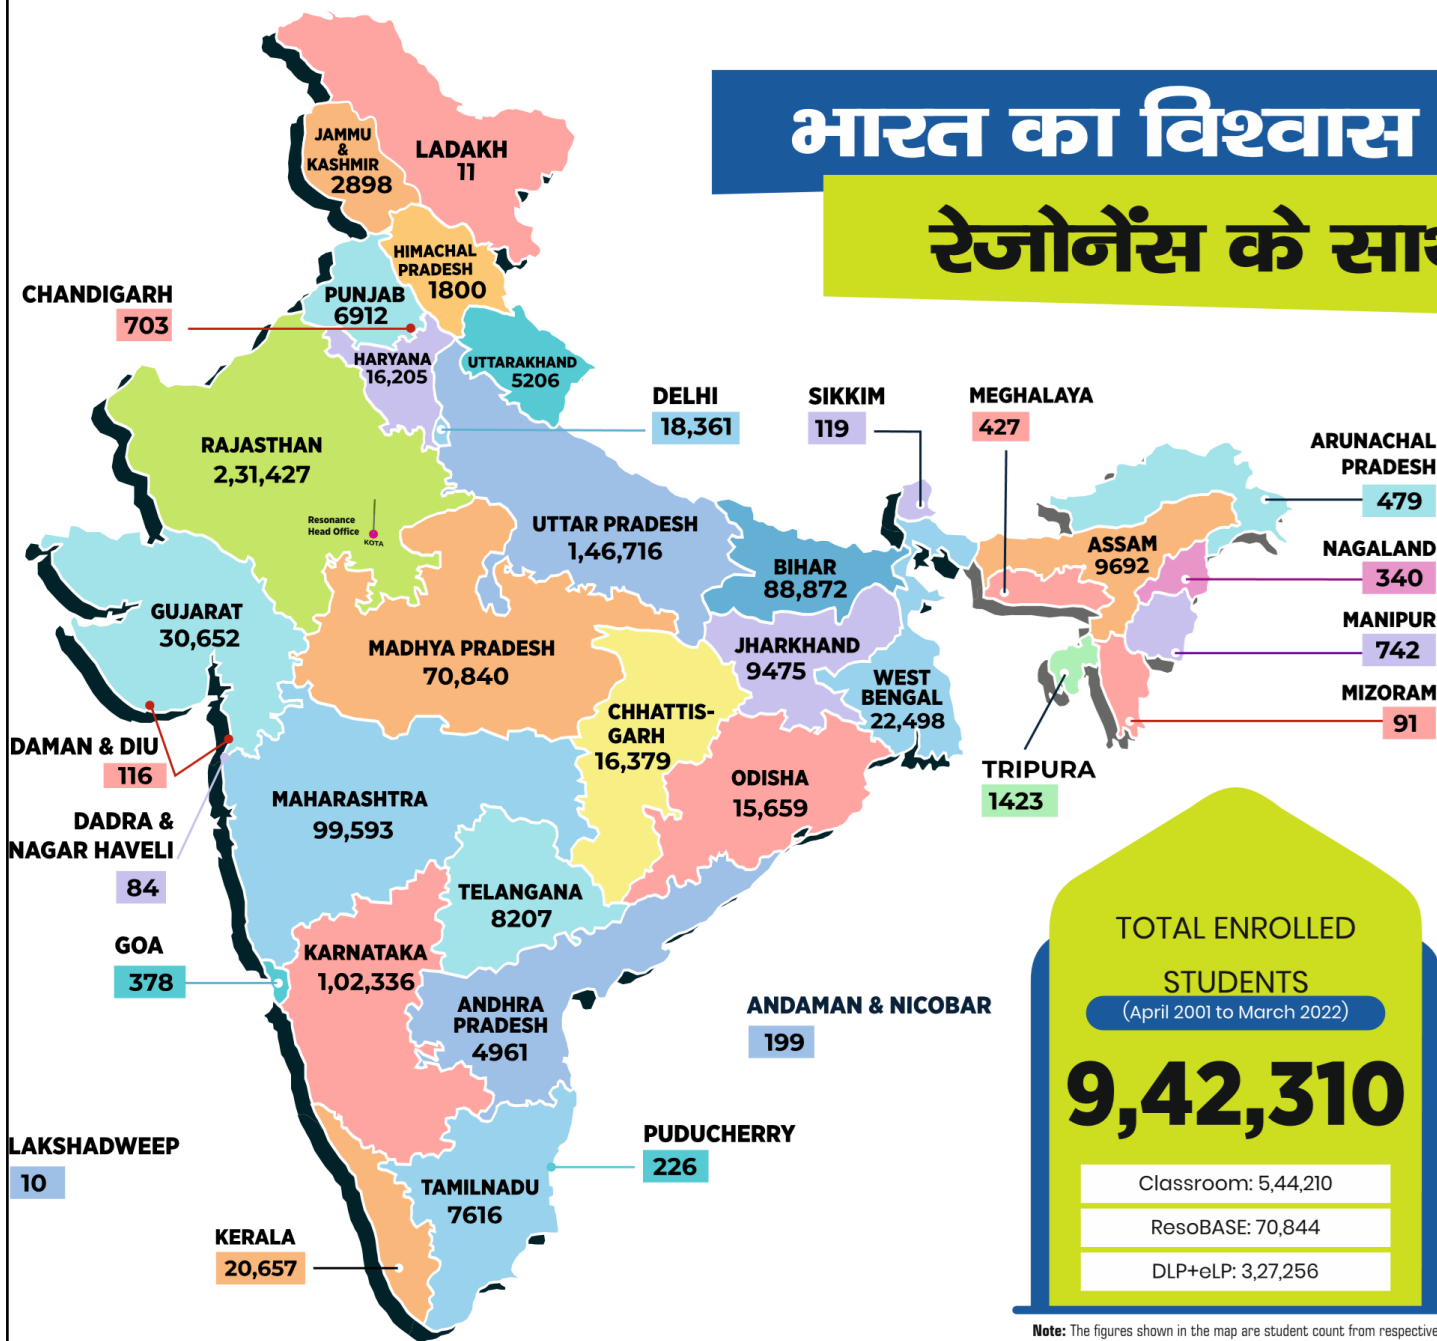 भारत का विश्वास
रेजोनेंस के
JAMMU
&
KASHMIR
2898
LADAKH
11
HIMACHAL
PRADESH
1800
PUNJAB
6912
CHANDIGARH
703
HARYANA
16,205
UTTARAKHAND
5206
DELHI
18,361
SIKKIM
119
MEGHALAYA
427
ARUNACHAL
PRADESH
479
RAJASTHAN
2,31,427
Resonance
Head Office
KOTA
UTTAR PRADESH
1,46,716
BIHAR
88,872
ASSAM
9692
NAGALAND
340
GUJARAT
30,652
MADHYA PRADESH
70,840
JHARKHAND
9475
WEST
BENGAL
22,498
MANIPUR
742
MIZORAM
91
CHHATTIS-
GARH
16,379
DAMAN & DIU
116
TRIPURA
1423
ODISHA
15,659
MAHARASHTRA
99,593
DADRA &
NAGAR HAVELI
84
TELANGANA
8207
GOA
378
KARNATAKA
1,02,336
ANDHRA
PRADESH
4961
ANDAMAN & NICOBAR
199
LAKSHADWEEP
10
PUDUCHERRY
226
TAMILNADU
7616
KERALA
20,657
TOTAL ENROLLED
STUDENTS
(April 2001 to March 2022)
9,42,310
Classroom: 5,44,210
ResoBASE: 70,844
DLP+eLP: 3,27,256
Note: The figures shown in the map are student count from respective